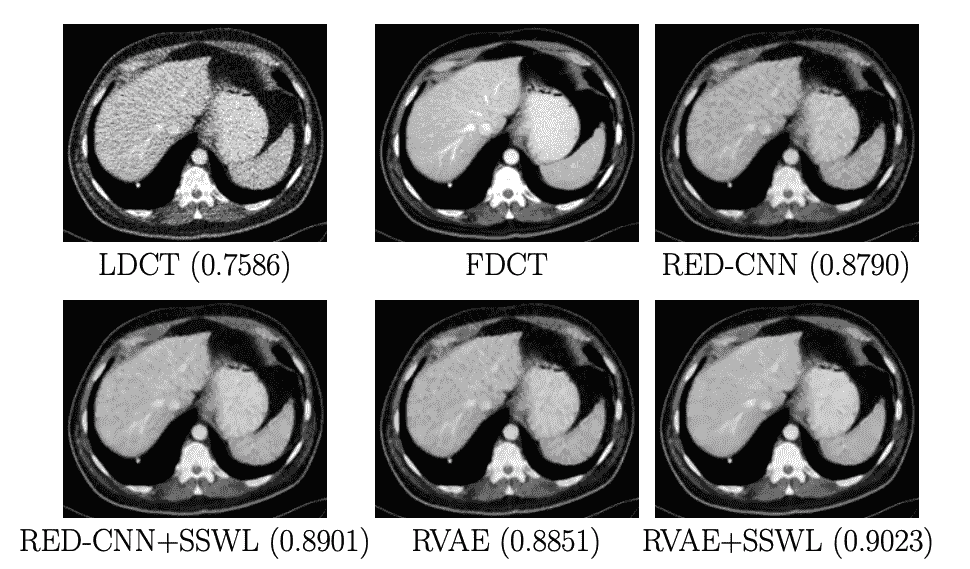 LDCT (0.7586)
FDCT
RED-CNN (0.8790)
RED-CNN+SSWL (0.8901)
RVAE (0.8851)
RVAE+SSWL (0.9023)